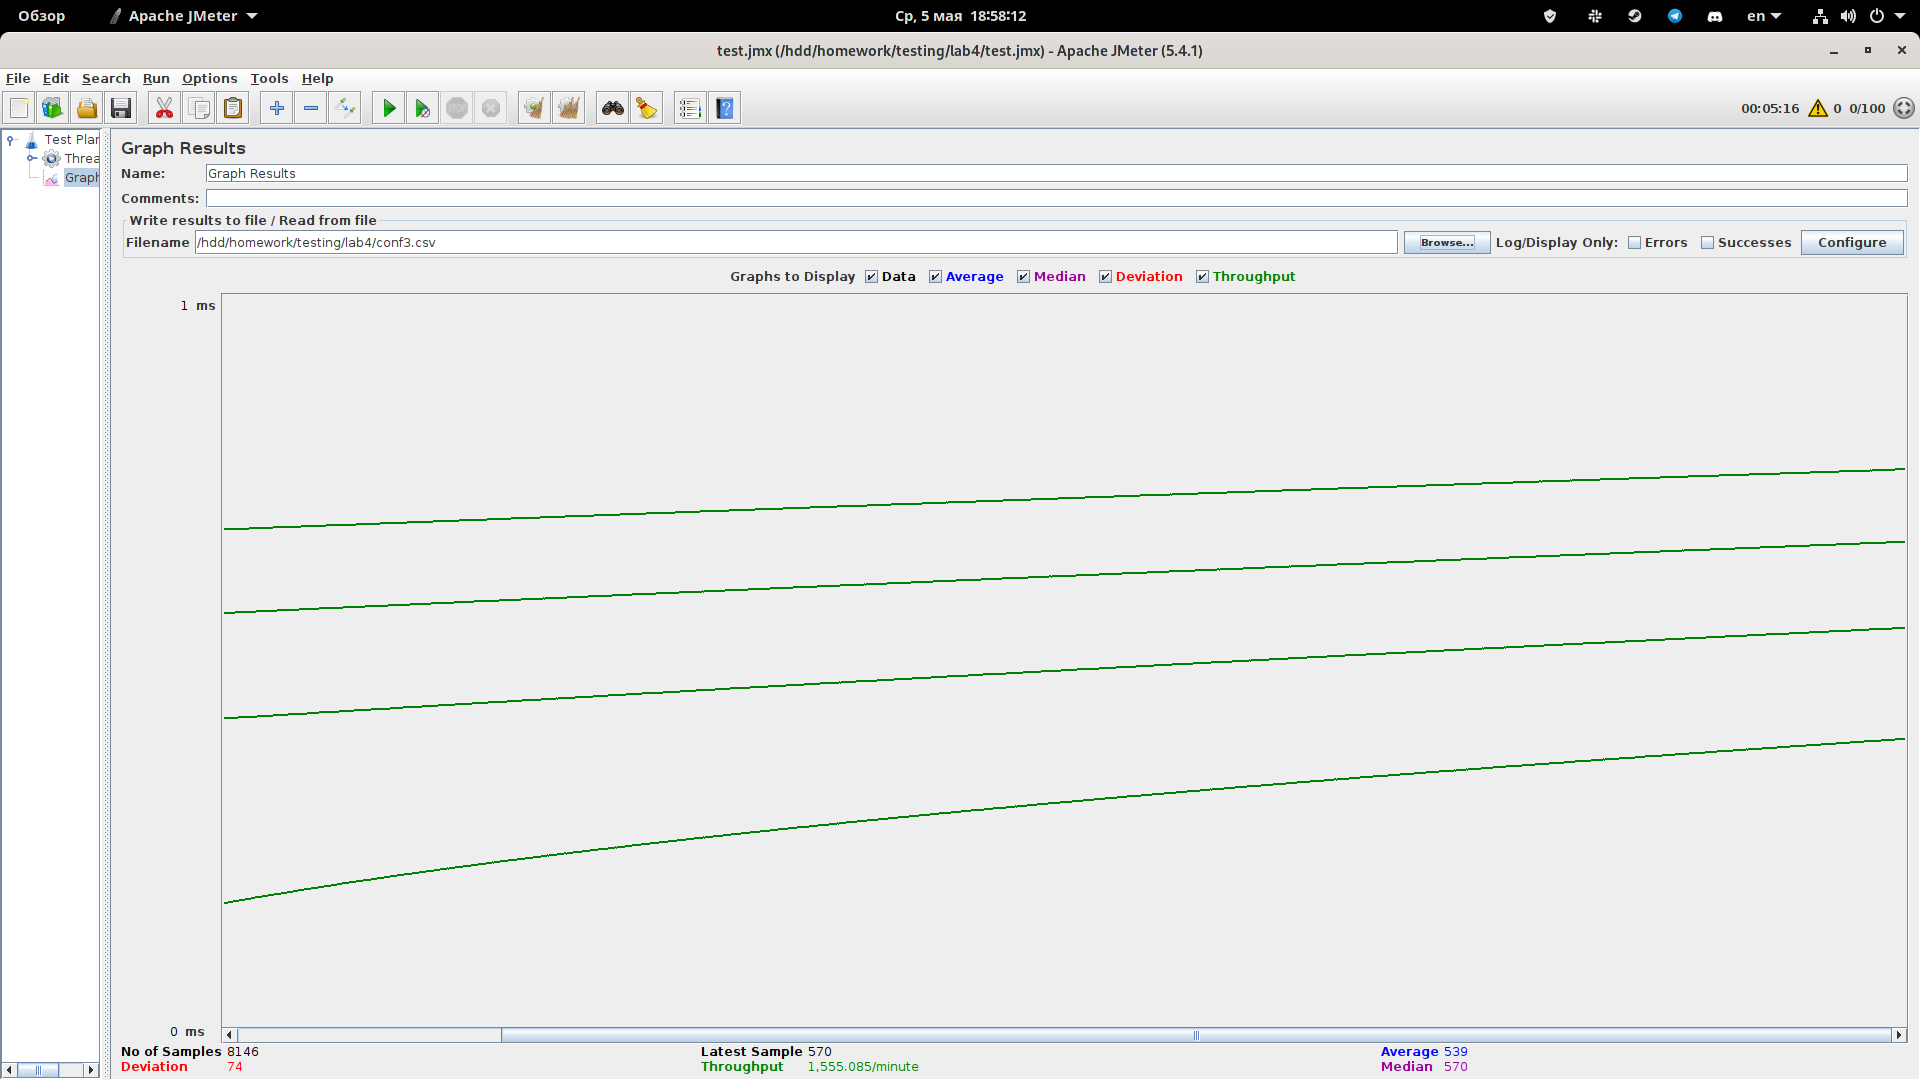 Обзор Apache JMeter Ср, 5 мая 18:58:12 en
test.jmx (/hdd/homework/testing/lab4/test.jmx) - Apache JMeter (5.4.1)
File Edit Search Run Options Tools Help
STOP 00:05:16 0 0/100
Test Plan
Threa
Graph
Graph Results
Name: Graph Results
Comments:
Write results to file / Read from file
Filename /hdd/homework/testing/lab4/conf3.csv Browse... Log/Display Only: Errors Successes Configure
Graphs to Display Data Average Median Deviation Throughput
1 ms
0 ms
No of Samples 8146 Latest Sample 570 Average 539
Deviation 74 Throughput 1,555.085/minute Median 570